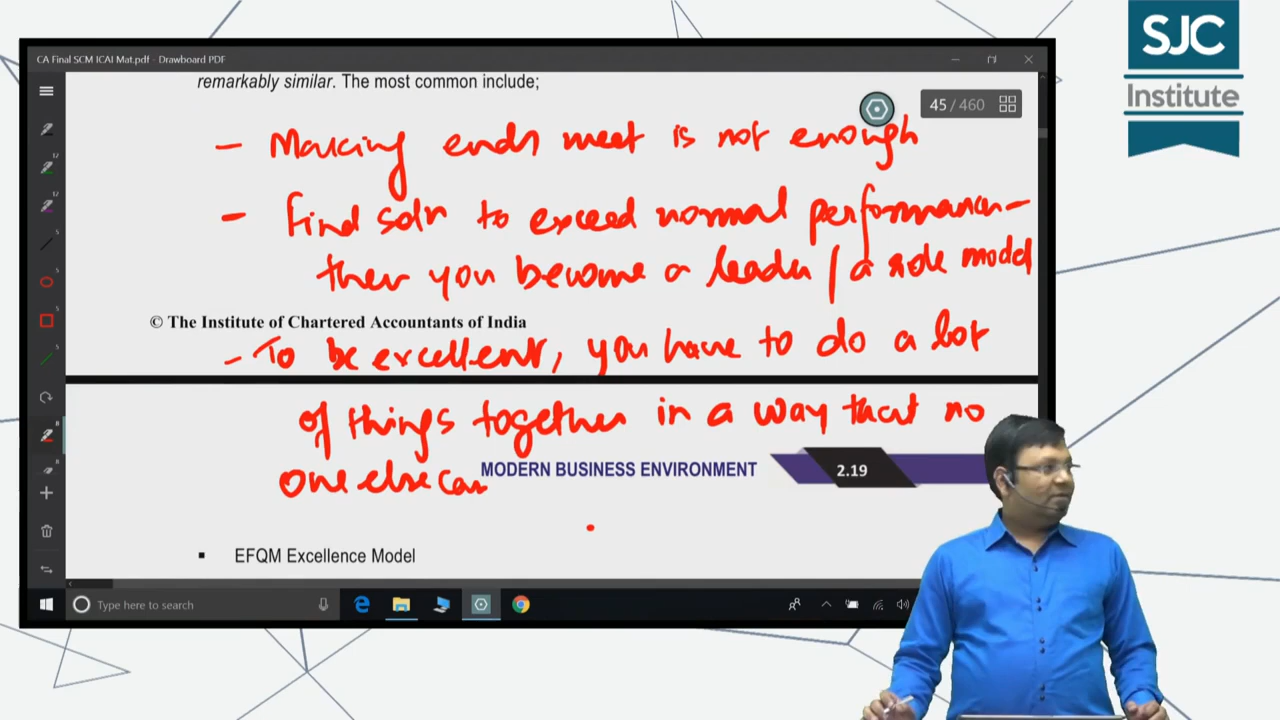 SJC
Institute
CA Final SCM ICAI Mat.pdf - Drawboard PDF
remarkably similar. The most common include;
45 / 460
- Making ends meet is not enough
- Find soln to exceed normal performance -
then you become a leader / a role model
© The Institute of Chartered Accountants of India
- To be excellent, you have to do a lot
of things together in a way that no
one else can
MODERN BUSINESS ENVIRONMENT
2.19
▪ EFQM Excellence Model
Type here to search